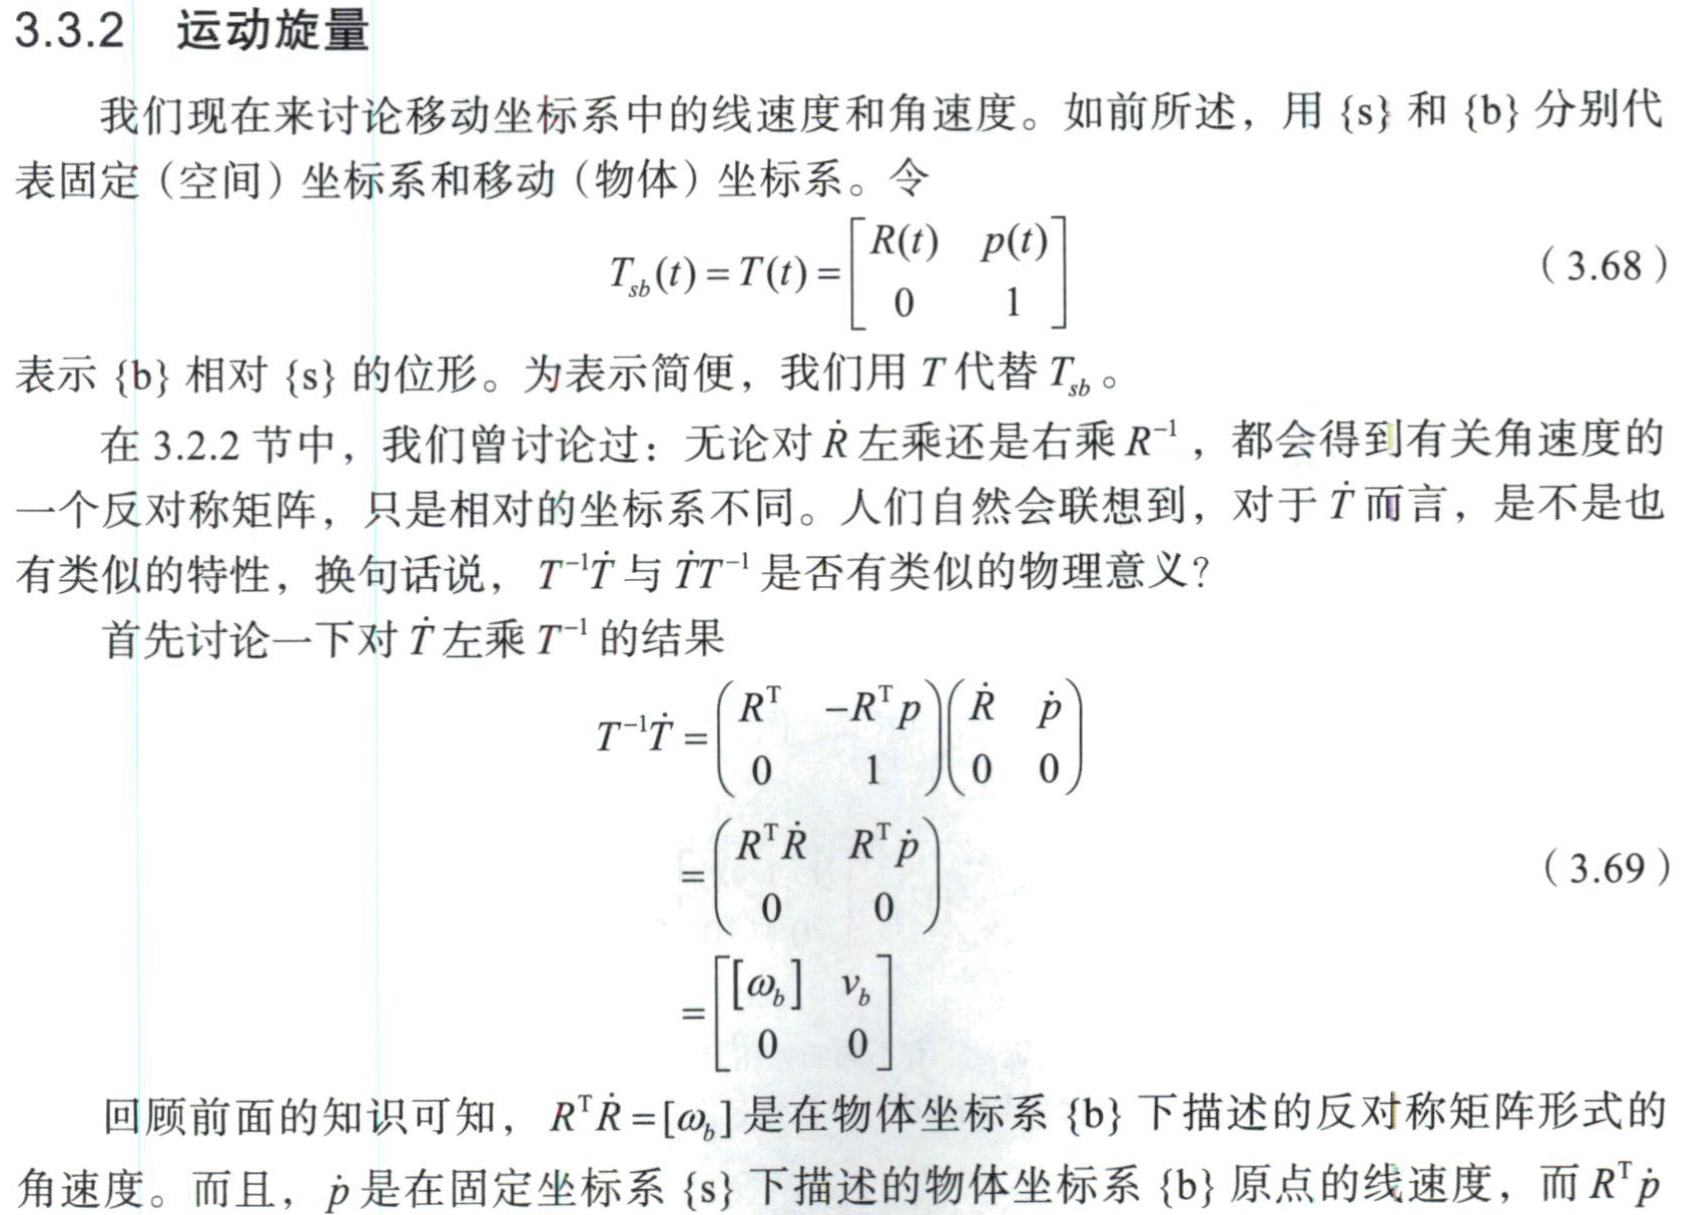 3.3.2 运动旋量
我们现在来讨论移动坐标系中的线速度和角速度。如前所述，用 {s} 和 {b} 分别代
表固定（空间）坐标系和移动（物体）坐标系。令
T_{sb}(t) = T(t) = \begin{bmatrix} R(t) & p(t) \\ 0 & 1 \end{bmatrix} （3.68）
表示 {b} 相对 {s} 的位形。为表示简便，我们用 T 代替 T_{sb}。
在 3.2.2 节中，我们曾讨论过：无论对 \dot{R} 左乘还是右乘 R^{-1}，都会得到有关角速度的
一个反对称矩阵，只是相对的坐标系不同。人们自然会联想到，对于 \dot{T} 而言，是不是也
有类似的特性，换句话说，T^{-1}\dot{T} 与 \dot{T}T^{-1} 是否有类似的物理意义？
首先讨论一下对 \dot{T} 左乘 T^{-1} 的结果
T^{-1}\dot{T} = \begin{pmatrix} R^T & -R^T p \\ 0 & 1 \end{pmatrix} \begin{pmatrix} \dot{R} & \dot{p} \\ 0 & 0 \end{pmatrix}
= \begin{pmatrix} R^T\dot{R} & R^T\dot{p} \\ 0 & 0 \end{pmatrix} （3.69）
= \begin{bmatrix} [\omega_b] & v_b \\ 0 & 0 \end{bmatrix}
回顾前面的知识可知，R^T\dot{R} = [\omega_b] 是在物体坐标系 {b} 下描述的反对称矩阵形式的
角速度。而且，\dot{p} 是在固定坐标系 {s} 下描述的物体坐标系 {b} 原点的线速度，而 R^T\dot{p}